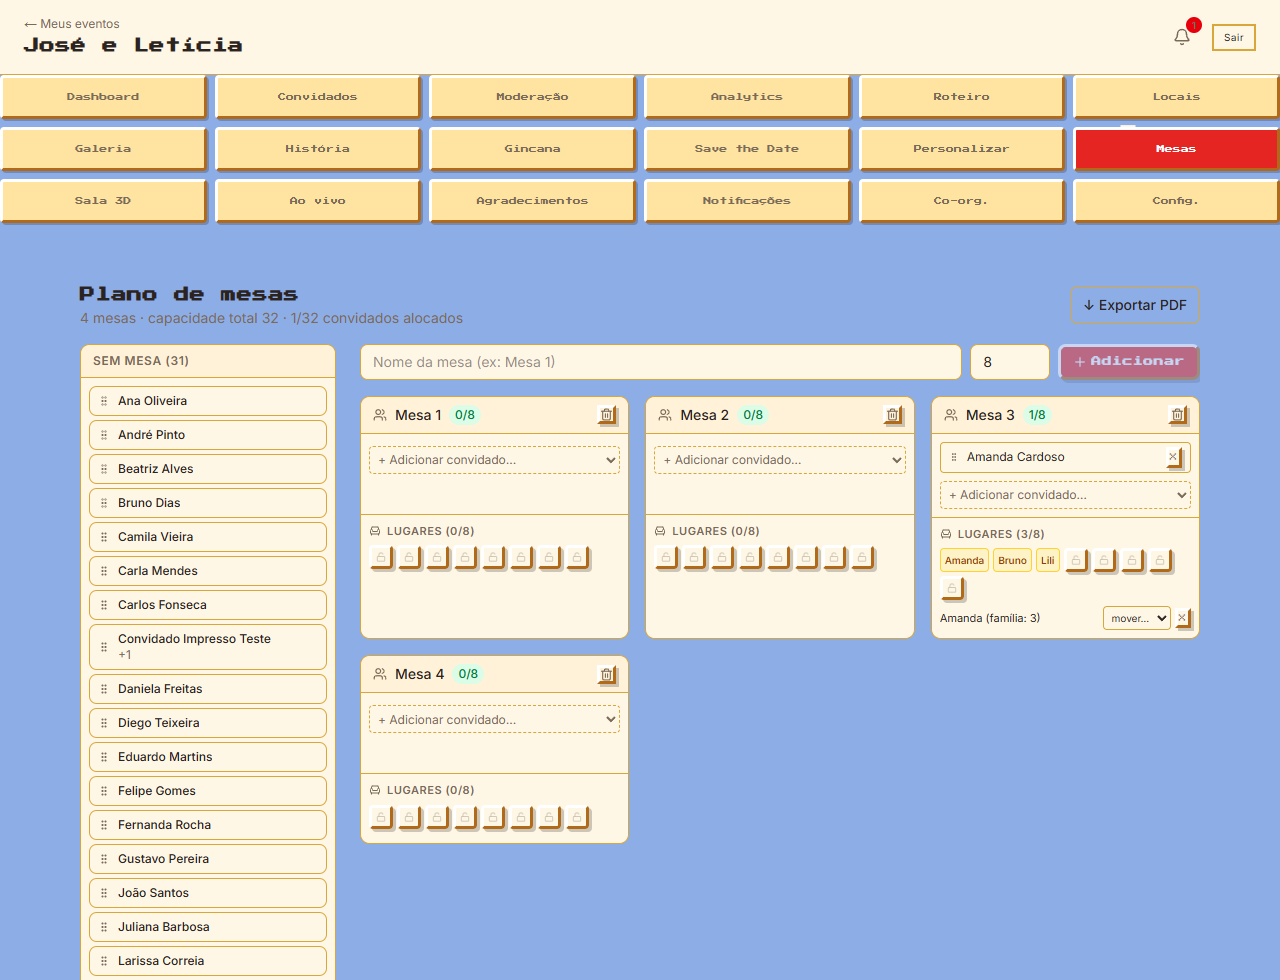 ← Meus eventos
José e Letícia
1
Sair
Dashboard
Convidados
Moderação
Analytics
Roteiro
Locais
Galeria
História
Gincana
Save the Date
Personalizar
Mesas
Sala 3D
Ao vivo
Agradecimentos
Notificações
Co-org.
Config.
Plano de mesas
4 mesas · capacidade total 32 · 1/32 convidados alocados
↓ Exportar PDF
SEM MESA (31)
Ana Oliveira
André Pinto
Beatriz Alves
Bruno Dias
Camila Vieira
Carla Mendes
Carlos Fonseca
Convidado Impresso Teste
+1
Daniela Freitas
Diego Teixeira
Eduardo Martins
Felipe Gomes
Fernanda Rocha
Gustavo Pereira
João Santos
Juliana Barbosa
Larissa Correia
Nome da mesa (ex: Mesa 1)
8
+ Adicionar
Mesa 1 0/8
+ Adicionar convidado...
LUGARES (0/8)
Mesa 2 0/8
+ Adicionar convidado...
LUGARES (0/8)
Mesa 3 1/8
Amanda Cardoso
+ Adicionar convidado...
LUGARES (3/8)
Amanda Bruno Lili
Amanda (família: 3) mover...
Mesa 4 0/8
+ Adicionar convidado...
LUGARES (0/8)